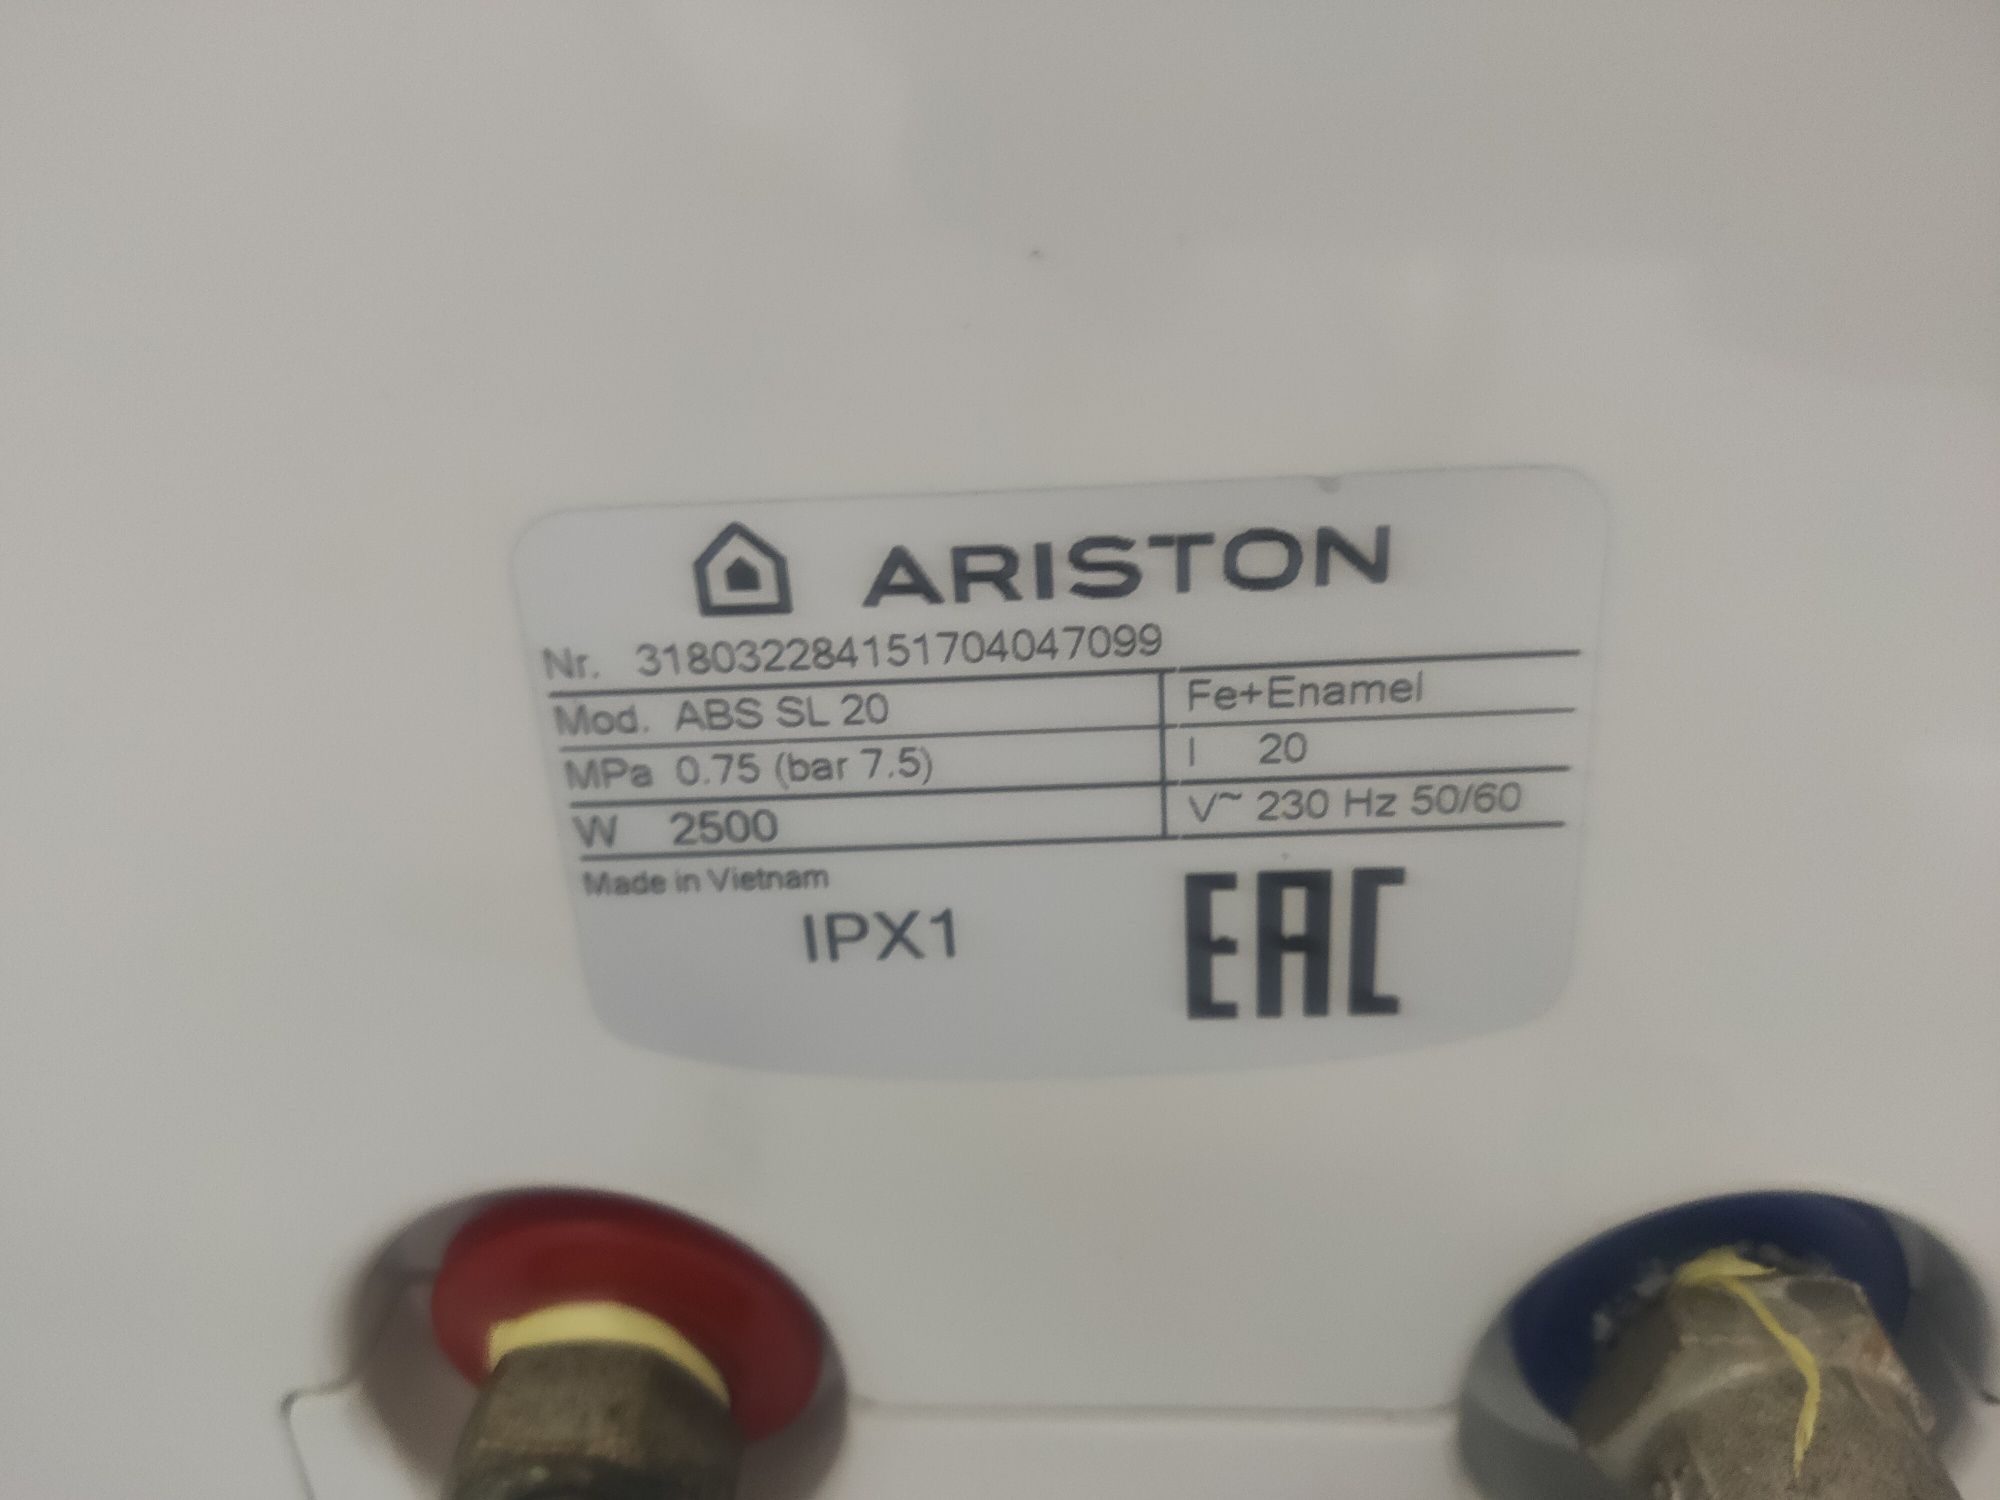 ARISTON
Nr. 318032284151704047099
Mod. ABS SL 20 Fe+Enamel
MPa 0.75 (bar 7.5) l 20
W 2500 V~ 230 Hz 50/60
Made in Vietnam
IPX1 EAC